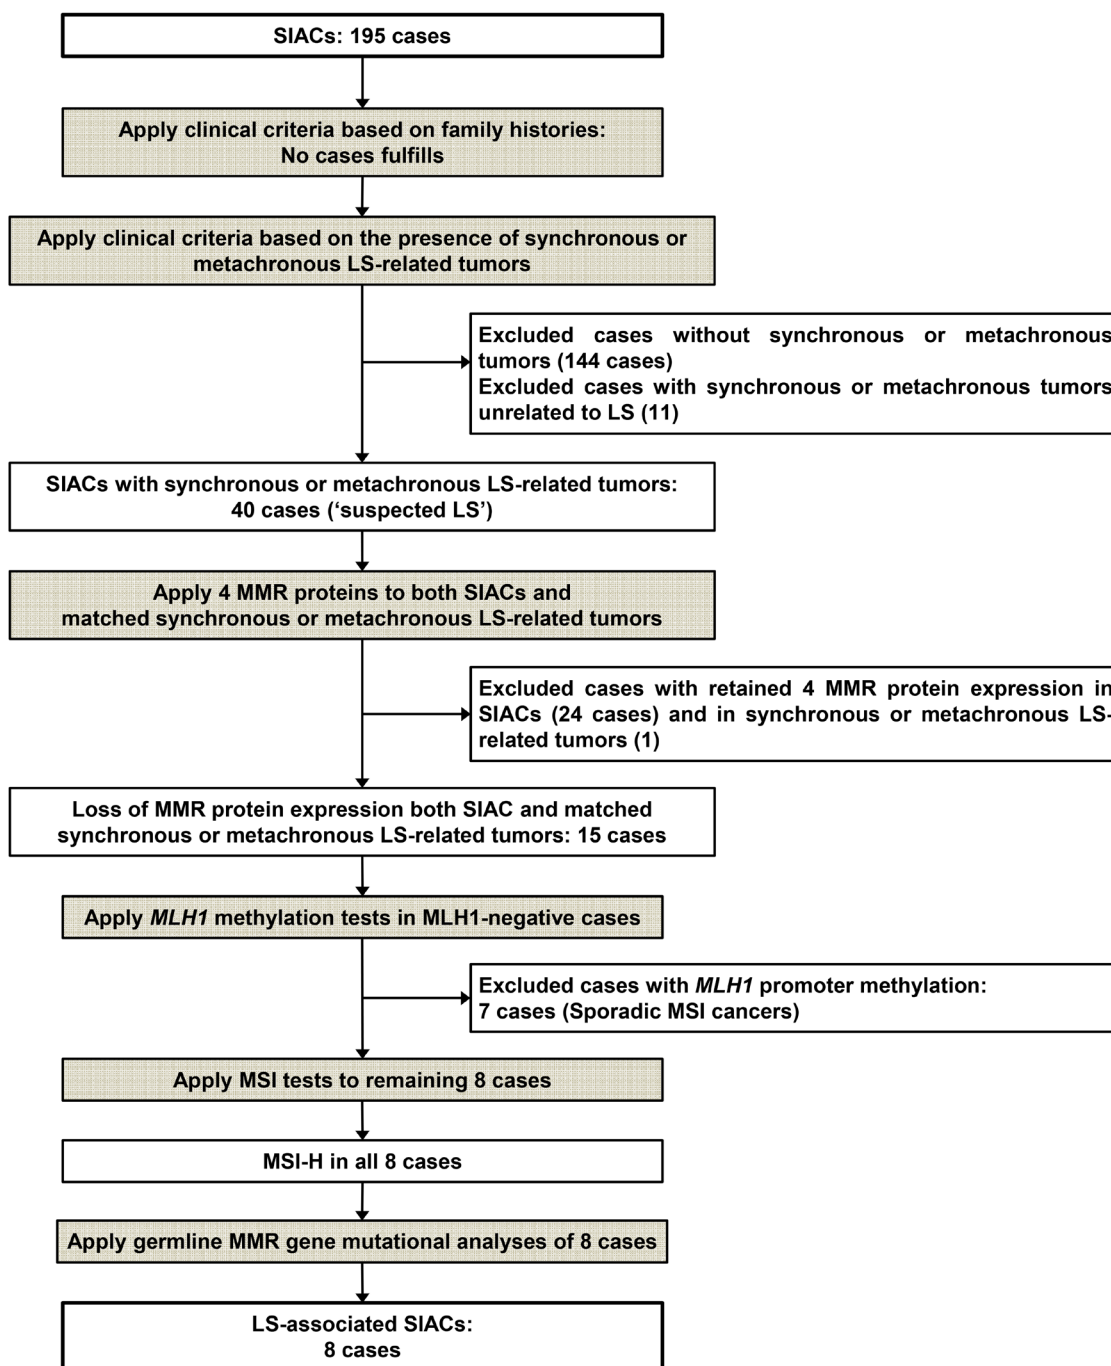 SIACs: 195 cases
Apply clinical criteria based on family histories:
No cases fulfills
Apply clinical criteria based on the presence of synchronous or
metachronous LS-related tumors
Excluded cases without synchronous or metachronous
tumors (144 cases)
Excluded cases with synchronous or metachronous tumors
unrelated to LS (11)
SIACs with synchronous or metachronous LS-related tumors:
40 cases (‘suspected LS’)
Apply 4 MMR proteins to both SIACs and
matched synchronous or metachronous LS-related tumors
Excluded cases with retained 4 MMR protein expression in
SIACs (24 cases) and in synchronous or metachronous LS-
related tumors (1)
Loss of MMR protein expression both SIAC and matched
synchronous or metachronous LS-related tumors: 15 cases
Apply MLH1 methylation tests in MLH1-negative cases
Excluded cases with MLH1 promoter methylation:
7 cases (Sporadic MSI cancers)
Apply MSI tests to remaining 8 cases
MSI-H in all 8 cases
Apply germline MMR gene mutational analyses of 8 cases
LS-associated SIACs:
8 cases